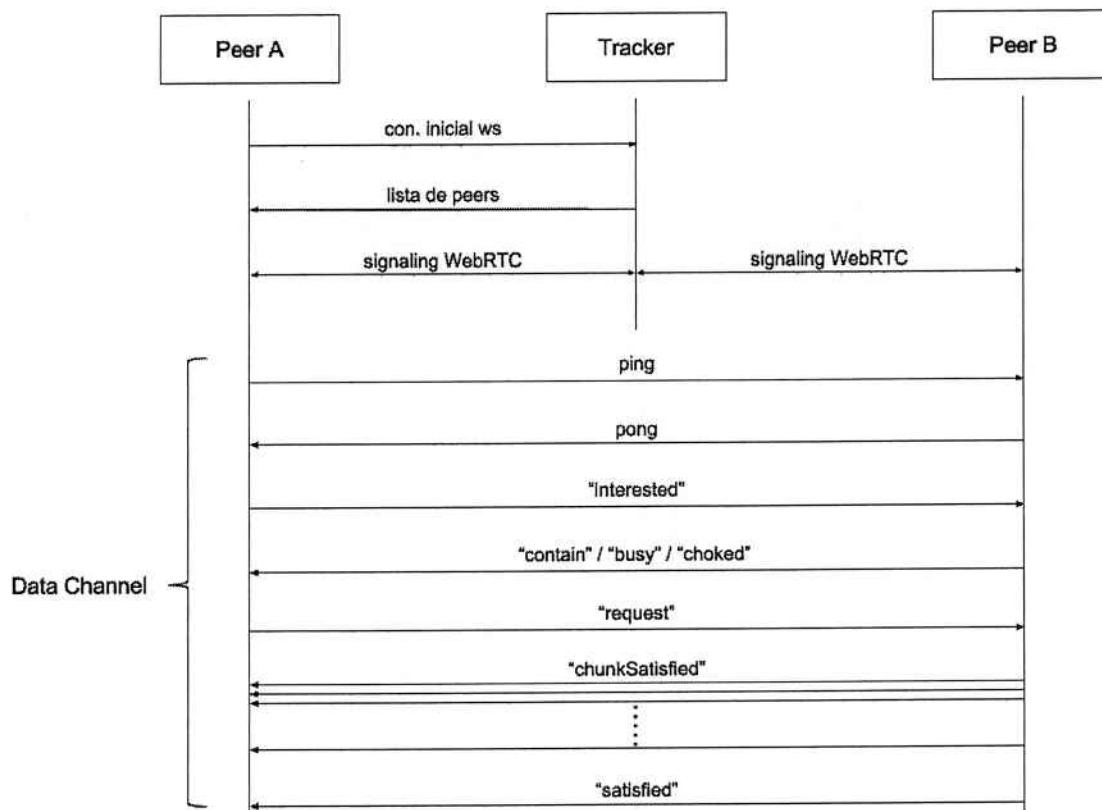 Peer A
Tracker
Peer B
con. inicial ws
lista de peers
signaling WebRTC
signaling WebRTC
ping
pong
"interested"
"contain" / "busy" / "choked"
Data Channel
"request"
"chunkSatisfied"
"satisfied"